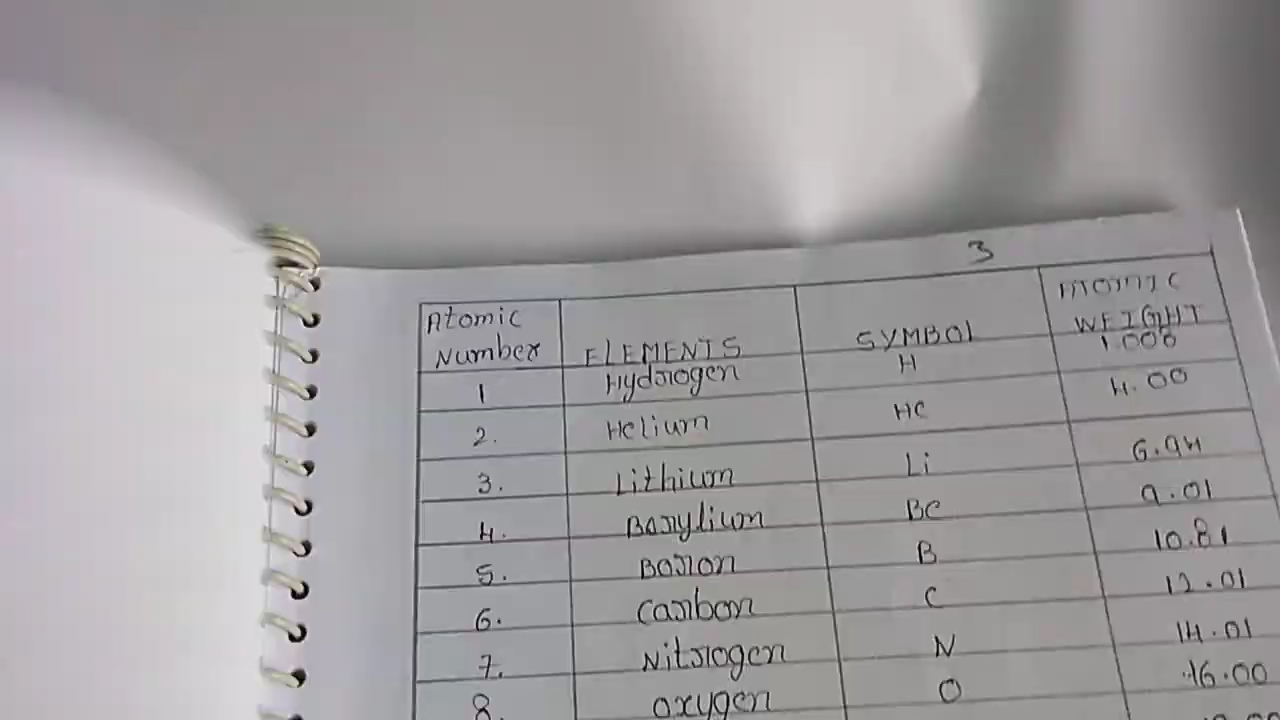 3
Atomic Number ELEMENTS SYMBOL ATOMIC WEIGHT
1 Hydrogen H 1.008
2. Helium He 4.00
3. Lithium Li 6.94
4. Barylium Be 9.01
5. Boron B 10.81
6. Carbon C 12.01
7. Nitrogen N 14.01
8. Oxygen O 16.00